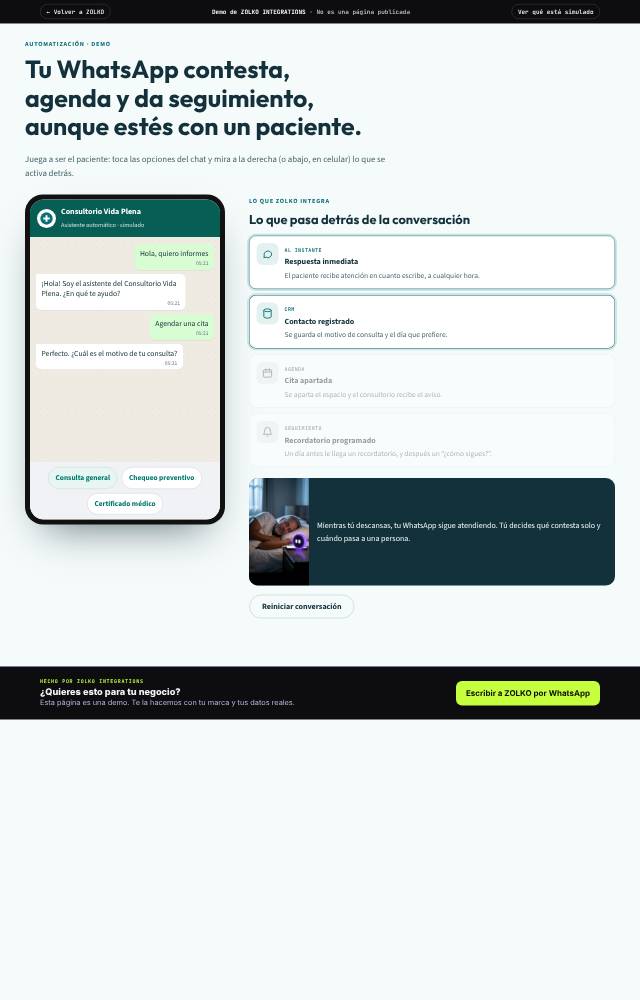 ← Volver a ZOLKO
Demo de ZOLKO INTEGRATIONS · No es una página publicada
Ver qué está simulado
AUTOMATIZACIÓN · DEMO
Tu WhatsApp contesta,
agenda y da seguimiento,
aunque estés con un paciente.
Juega a ser el paciente: toca las opciones del chat y mira a la derecha (o abajo, en celular) lo que se
activa detrás.
Consultorio Vida Plena
Asistente automático · simulado
Hola, quiero informes
05:21
¡Hola! Soy el asistente del Consultorio Vida
Plena. ¿En qué te ayudo?
05:21
Agendar una cita
05:21
Perfecto. ¿Cuál es el motivo de tu consulta?
05:21
Consulta general
Chequeo preventivo
Certificado médico
LO QUE ZOLKO INTEGRA
Lo que pasa detrás de la conversación
AL INSTANTE
Respuesta inmediata
El paciente recibe atención en cuanto escribe, a cualquier hora.
CRM
Contacto registrado
Se guarda el motivo de consulta y el día que prefiere.
AGENDA
Cita apartada
Se aparta el espacio y el consultorio recibe el aviso.
SEGUIMIENTO
Recordatorio programado
Un día antes le llega un recordatorio, y después un "¿cómo sigues?".
Mientras tú descansas, tu WhatsApp sigue atendiendo. Tú decides qué contesta solo y
cuándo pasa a una persona.
Reiniciar conversación
HECHO POR ZOLKO INTEGRATIONS
¿Quieres esto para tu negocio?
Esta página es una demo. Te la hacemos con tu marca y tus datos reales.
Escribir a ZOLKO por WhatsApp